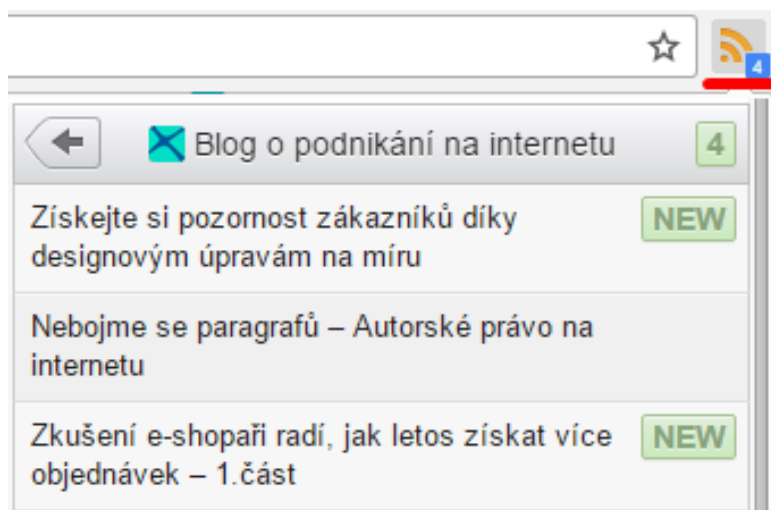 4
Blog o podnikání na internetu 4
Získejte si pozornost zákazníků díky NEW
designovým úpravám na míru
Nebojme se paragrafů – Autorské právo na
internetu
Zkušení e-shopaři radí, jak letos získat více NEW
objednávek – 1.část